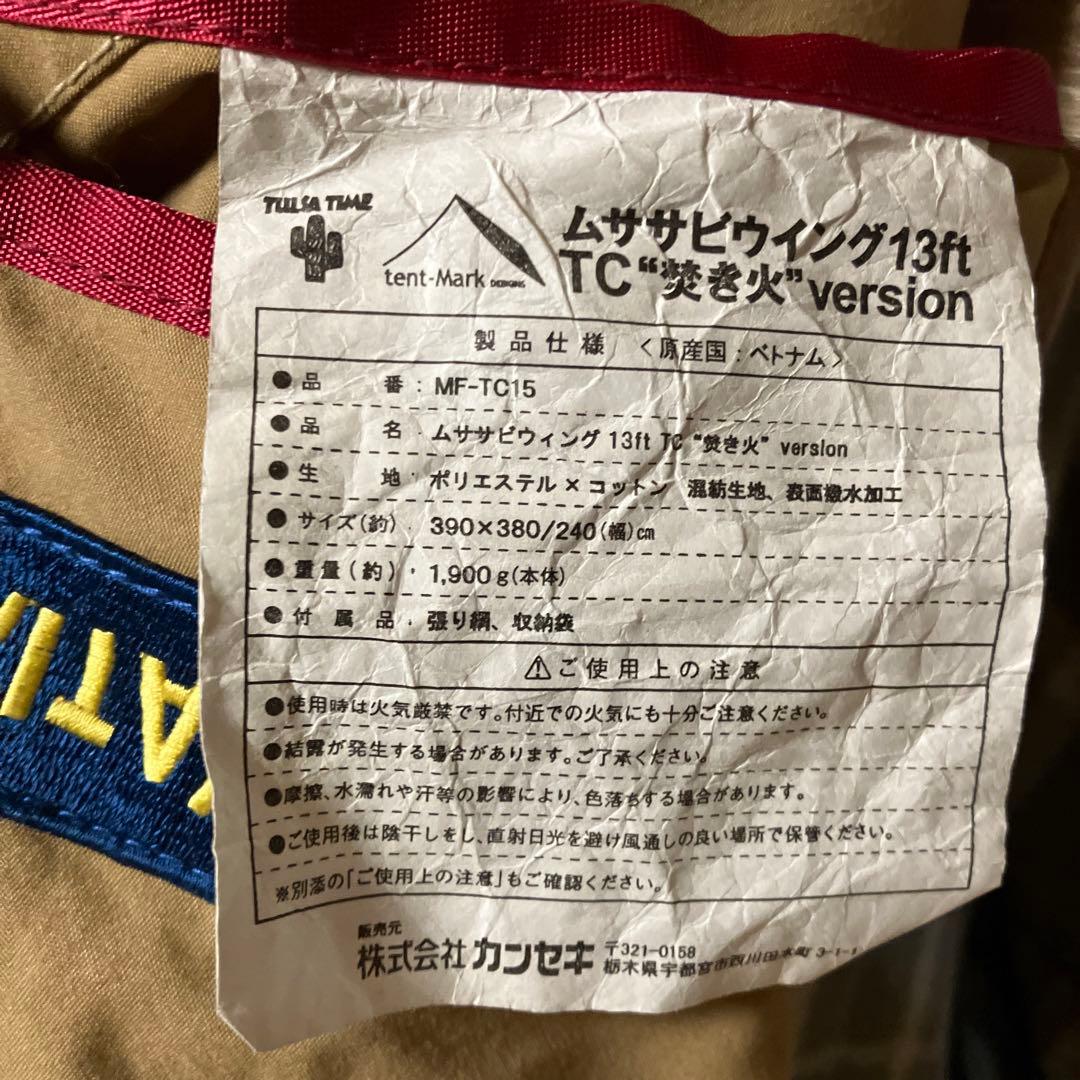 TULSA TIME
tent-Mark DESIGNS
ムササビウイング13ft
TC“焚き火”version
製品仕様 〈原産国：ベトナム〉
●品番：MF-TC15
●品名：ムササビウィング 13ft TC “焚き火” version
●生地：ポリエステル×コットン 混紡生地、表面撥水加工
●サイズ(約)：390×380/240(幅)cm
●重量(約)：1,900g(本体)
●付属品：張り綱、収納袋
⚠ご使用上の注意
●使用時は火気厳禁です。付近での火気にも十分ご注意ください。
●結露が発生する場合があります。ご了承ください。
●摩擦、水濡れや汗等の影響により、色落ちする場合があります。
●ご使用後は陰干しをし、直射日光を避け風通しの良い場所で保管ください。
※別添の「ご使用上の注意」もご確認ください。
販売元
株式会社 カンセキ
〒321-0158
栃木県宇都宮市西川田本町 3-1-1